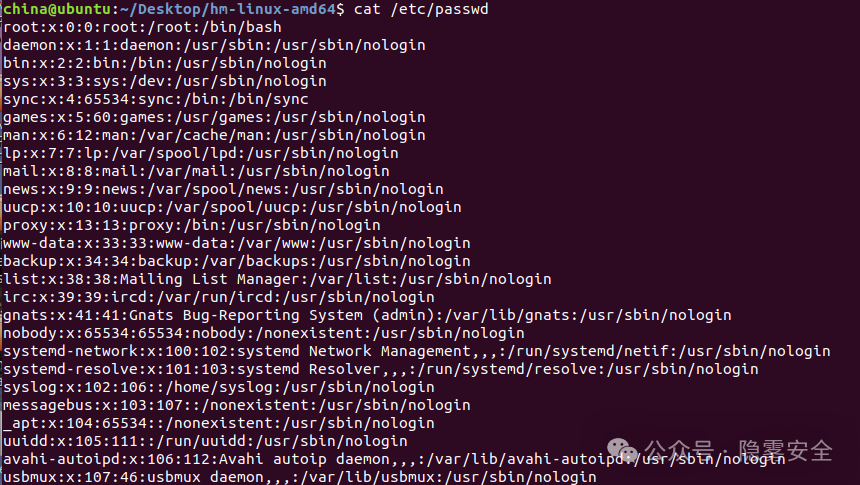 china@ubuntu:~/Desktop/hm-linux-amd64$ cat /etc/passwd
root:x:0:0:root:/root:/bin/bash
daemon:x:1:1:daemon:/usr/sbin:/usr/sbin/nologin
bin:x:2:2:bin:/bin:/usr/sbin/nologin
sys:x:3:3:sys:/dev:/usr/sbin/nologin
sync:x:4:65534:sync:/bin:/bin/sync
games:x:5:60:games:/usr/games:/usr/sbin/nologin
man:x:6:12:man:/var/cache/man:/usr/sbin/nologin
lp:x:7:7:lp:/var/spool/lpd:/usr/sbin/nologin
mail:x:8:8:mail:/var/mail:/usr/sbin/nologin
news:x:9:9:news:/var/spool/news:/usr/sbin/nologin
uucp:x:10:10:uucp:/var/spool/uucp:/usr/sbin/nologin
proxy:x:13:13:proxy:/bin:/usr/sbin/nologin
www-data:x:33:33:www-data:/var/www:/usr/sbin/nologin
backup:x:34:34:backup:/var/backups:/usr/sbin/nologin
list:x:38:38:Mailing List Manager:/var/list:/usr/sbin/nologin
irc:x:39:39:ircd:/var/run/ircd:/usr/sbin/nologin
gnats:x:41:41:Gnats Bug-Reporting System (admin):/var/lib/gnats:/usr/sbin/nologin
nobody:x:65534:65534:nobody:/nonexistent:/usr/sbin/nologin
systemd-network:x:100:102:systemd Network Management,,,:/run/systemd/netif:/usr/sbin/nologin
systemd-resolve:x:101:103:systemd Resolver,,,:/run/systemd/resolve:/usr/sbin/nologin
syslog:x:102:106::/home/syslog:/usr/sbin/nologin
messagebus:x:103:107::/nonexistent:/usr/sbin/nologin
_apt:x:104:65534::/nonexistent:/usr/sbin/nologin
uuidd:x:105:111::/run/uuidd:/usr/sbin/nologin
avahi-autoipd:x:106:112:Avahi autoip daemon,,,:/var/lib/avahi-autoipd:/usr/sbin/nologin
usbmux:x:107:46:usbmux daemon,,,:/var/lib/usbmux:/usr/sbin/nologin
公众号·隐雾安全